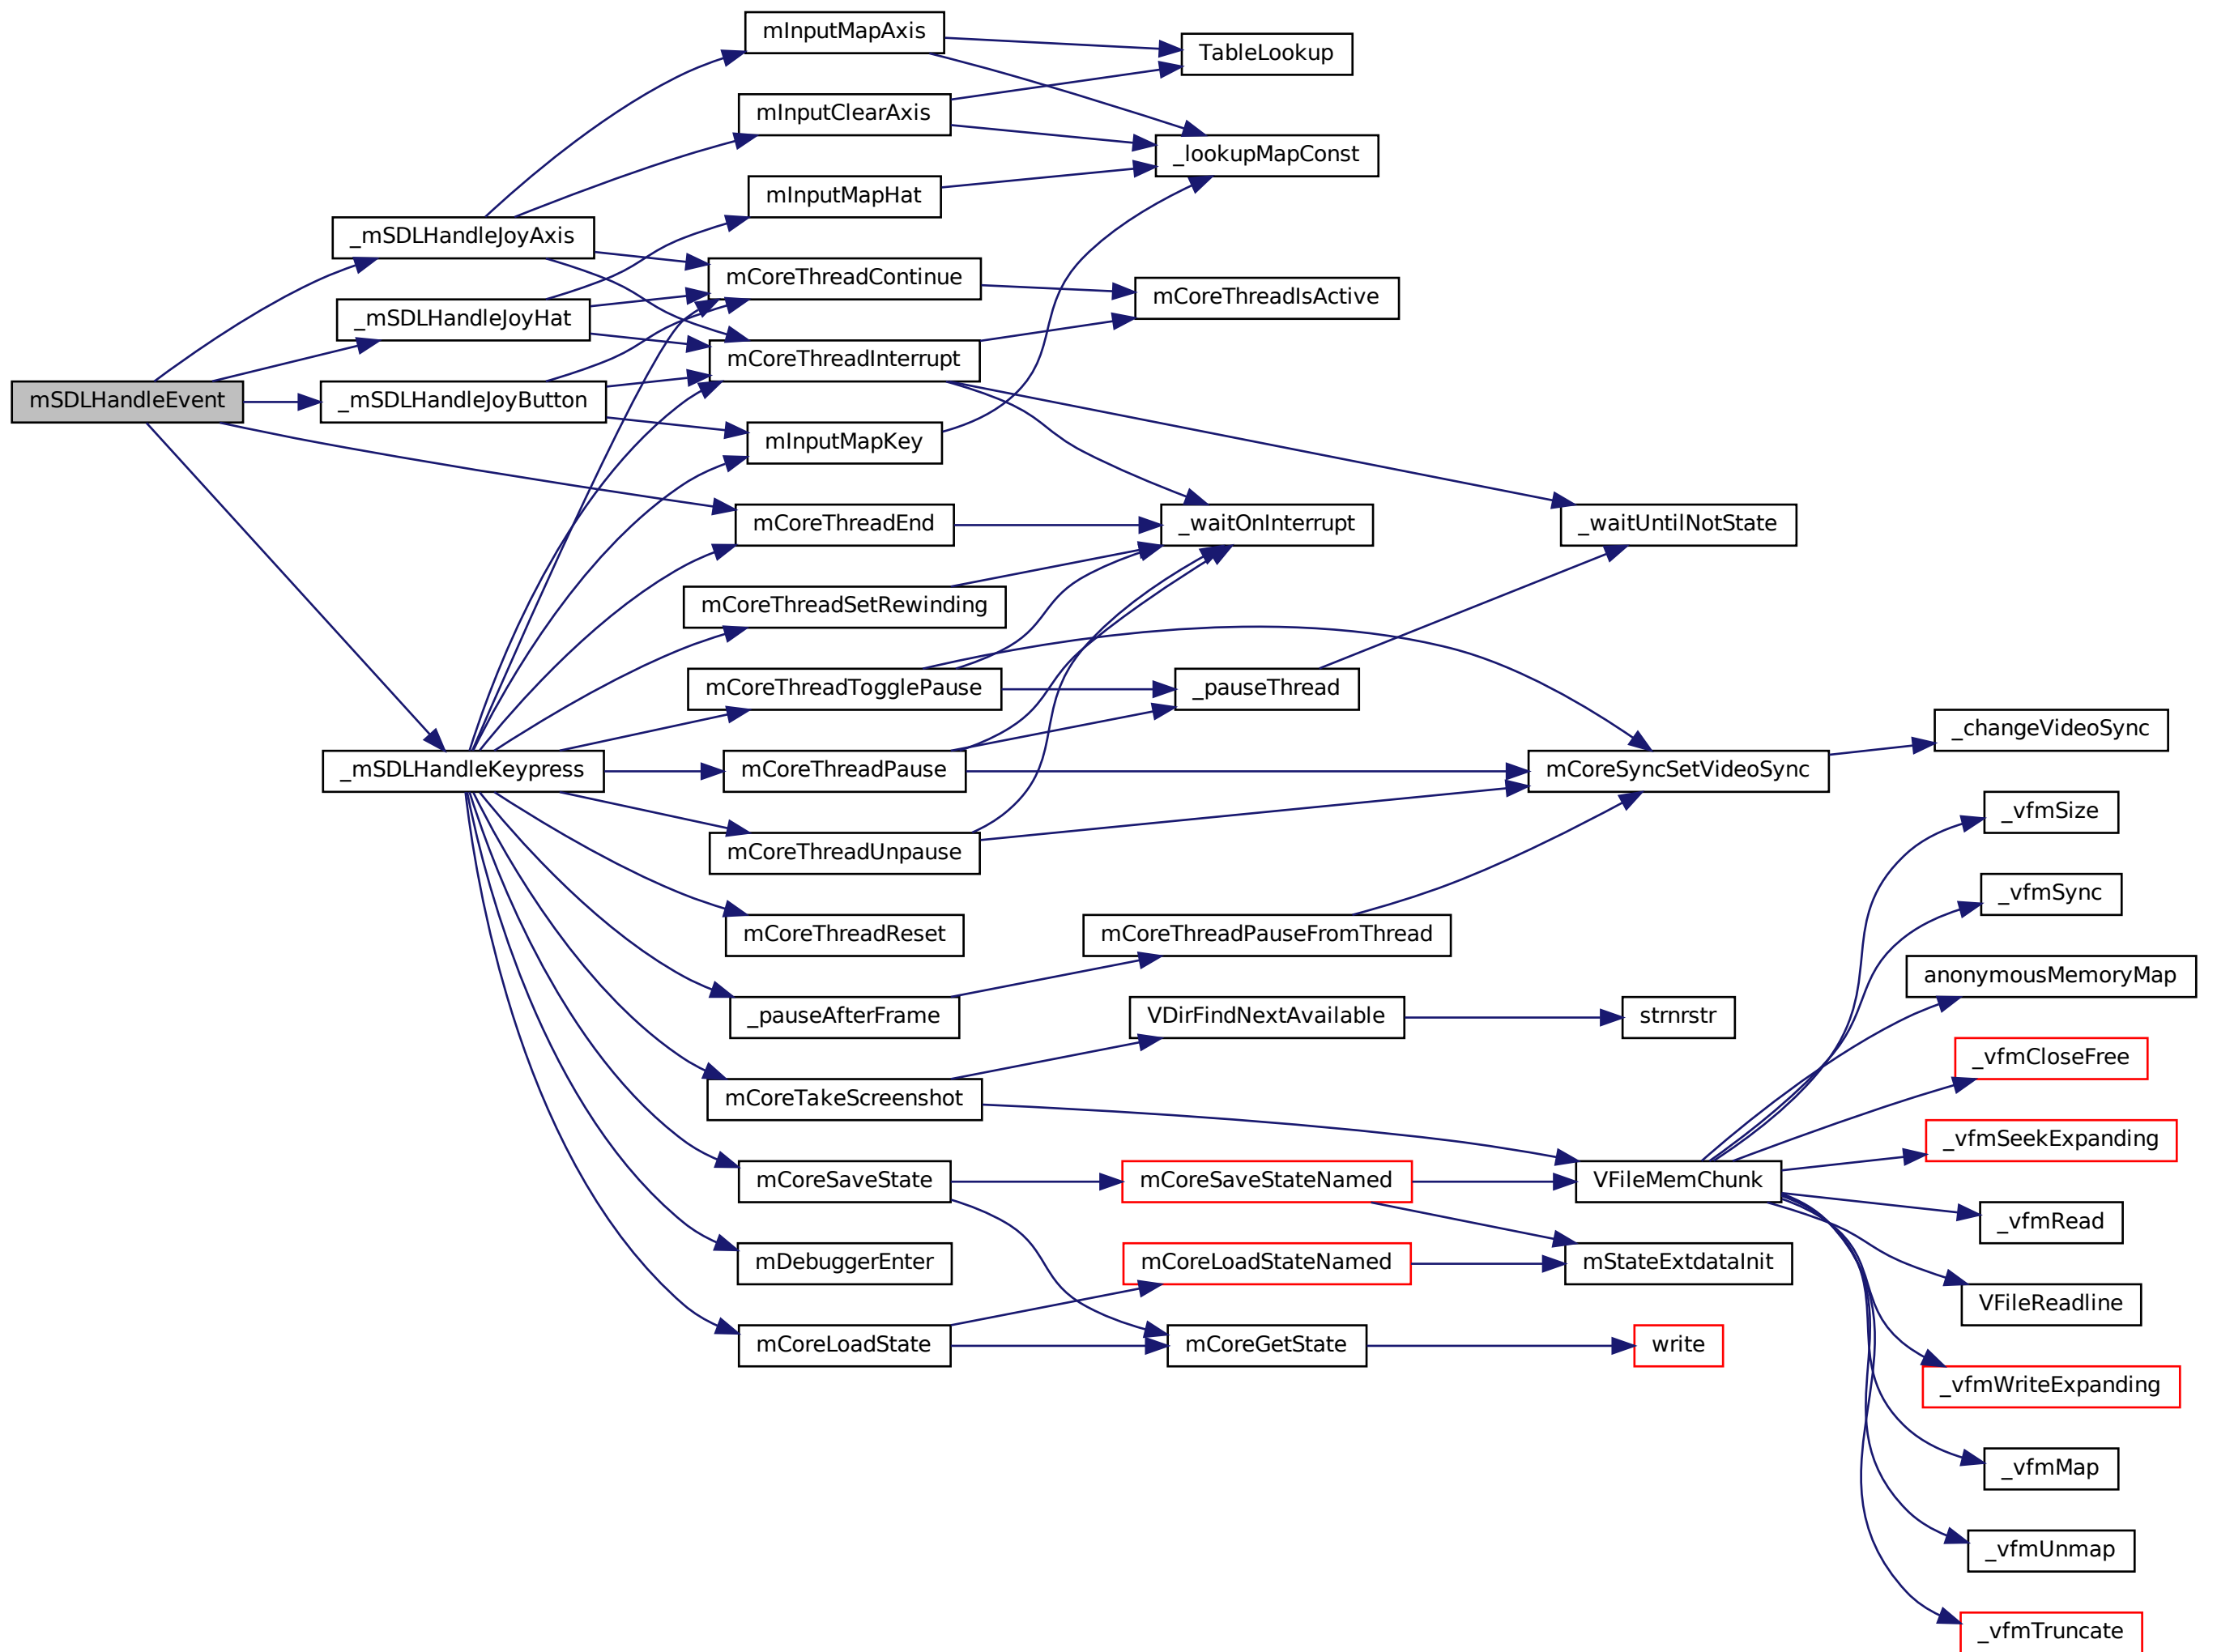 mInputMapAxis
TableLookup
mInputClearAxis
_lookupMapConst
mInputMapHat
_mSDLHandleJoyAxis
mCoreThreadContinue
mCoreThreadIsActive
_mSDLHandleJoyHat
mCoreThreadInterrupt
mSDLHandleEvent
_mSDLHandleJoyButton
mInputMapKey
mCoreThreadEnd
_waitOnInterrupt
_waitUntilNotState
mCoreThreadSetRewinding
mCoreThreadTogglePause
_pauseThread
_changeVideoSync
_mSDLHandleKeypress
mCoreThreadPause
mCoreSyncSetVideoSync
_vfmSize
mCoreThreadUnpause
_vfmSync
mCoreThreadReset
mCoreThreadPauseFromThread
anonymousMemoryMap
_pauseAfterFrame
VDirFindNextAvailable
strnrstr
_vfmCloseFree
mCoreTakeScreenshot
_vfmSeekExpanding
mCoreSaveState
mCoreSaveStateNamed
VFileMemChunk
_vfmRead
mDebuggerEnter
mCoreLoadStateNamed
mStateExtdataInit
VFileReadline
mCoreLoadState
mCoreGetState
write
_vfmWriteExpanding
_vfmMap
_vfmUnmap
_vfmTruncate